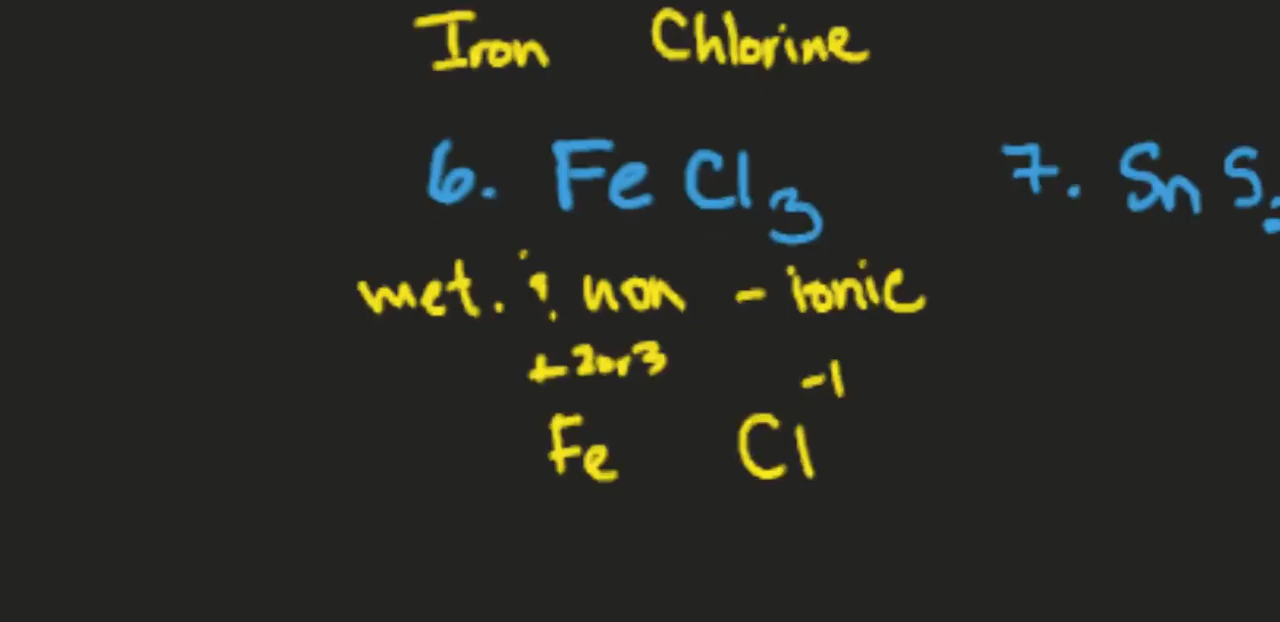 Iron Chlorine
6. FeCl3 7. SnS
met. & non - ionic
+2or3 -1
Fe Cl